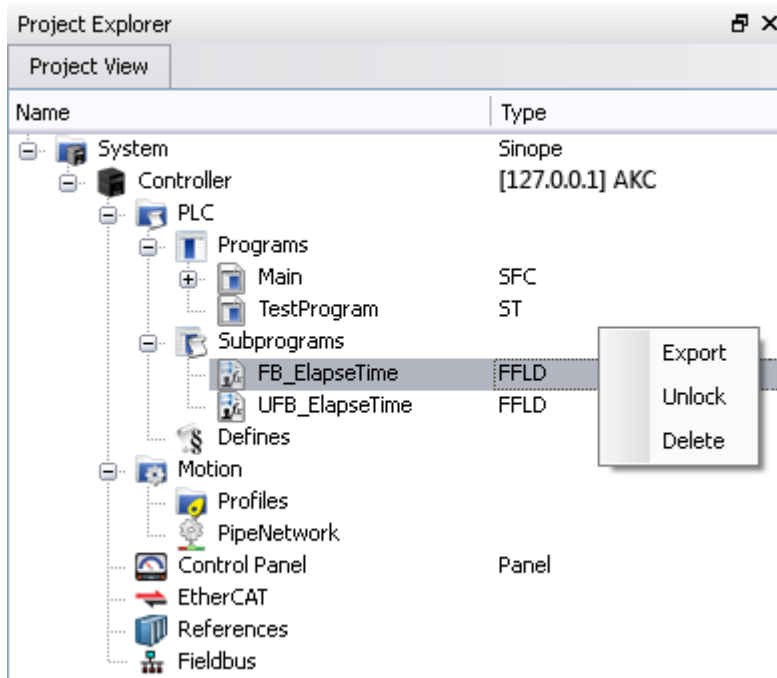 Project Explorer
Project View
Name Type
System Sinope
Controller [127.0.0.1] AKC
PLC
Programs
Main SFC
TestProgram ST
Subprograms
FB_ElapseTime FFLD
UFB_ElapseTime FFLD
Defines
Motion
Profiles
PipeNetwork
Control Panel Panel
EtherCAT
References
Fieldbus
Export
Unlock
Delete